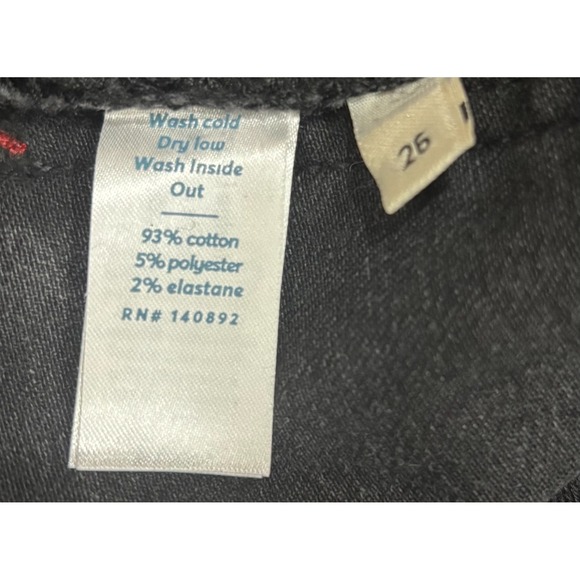 Wash cold
Dry low
Wash Inside
Out
93% cotton
5% polyester
2% elastane
RN# 140892
26